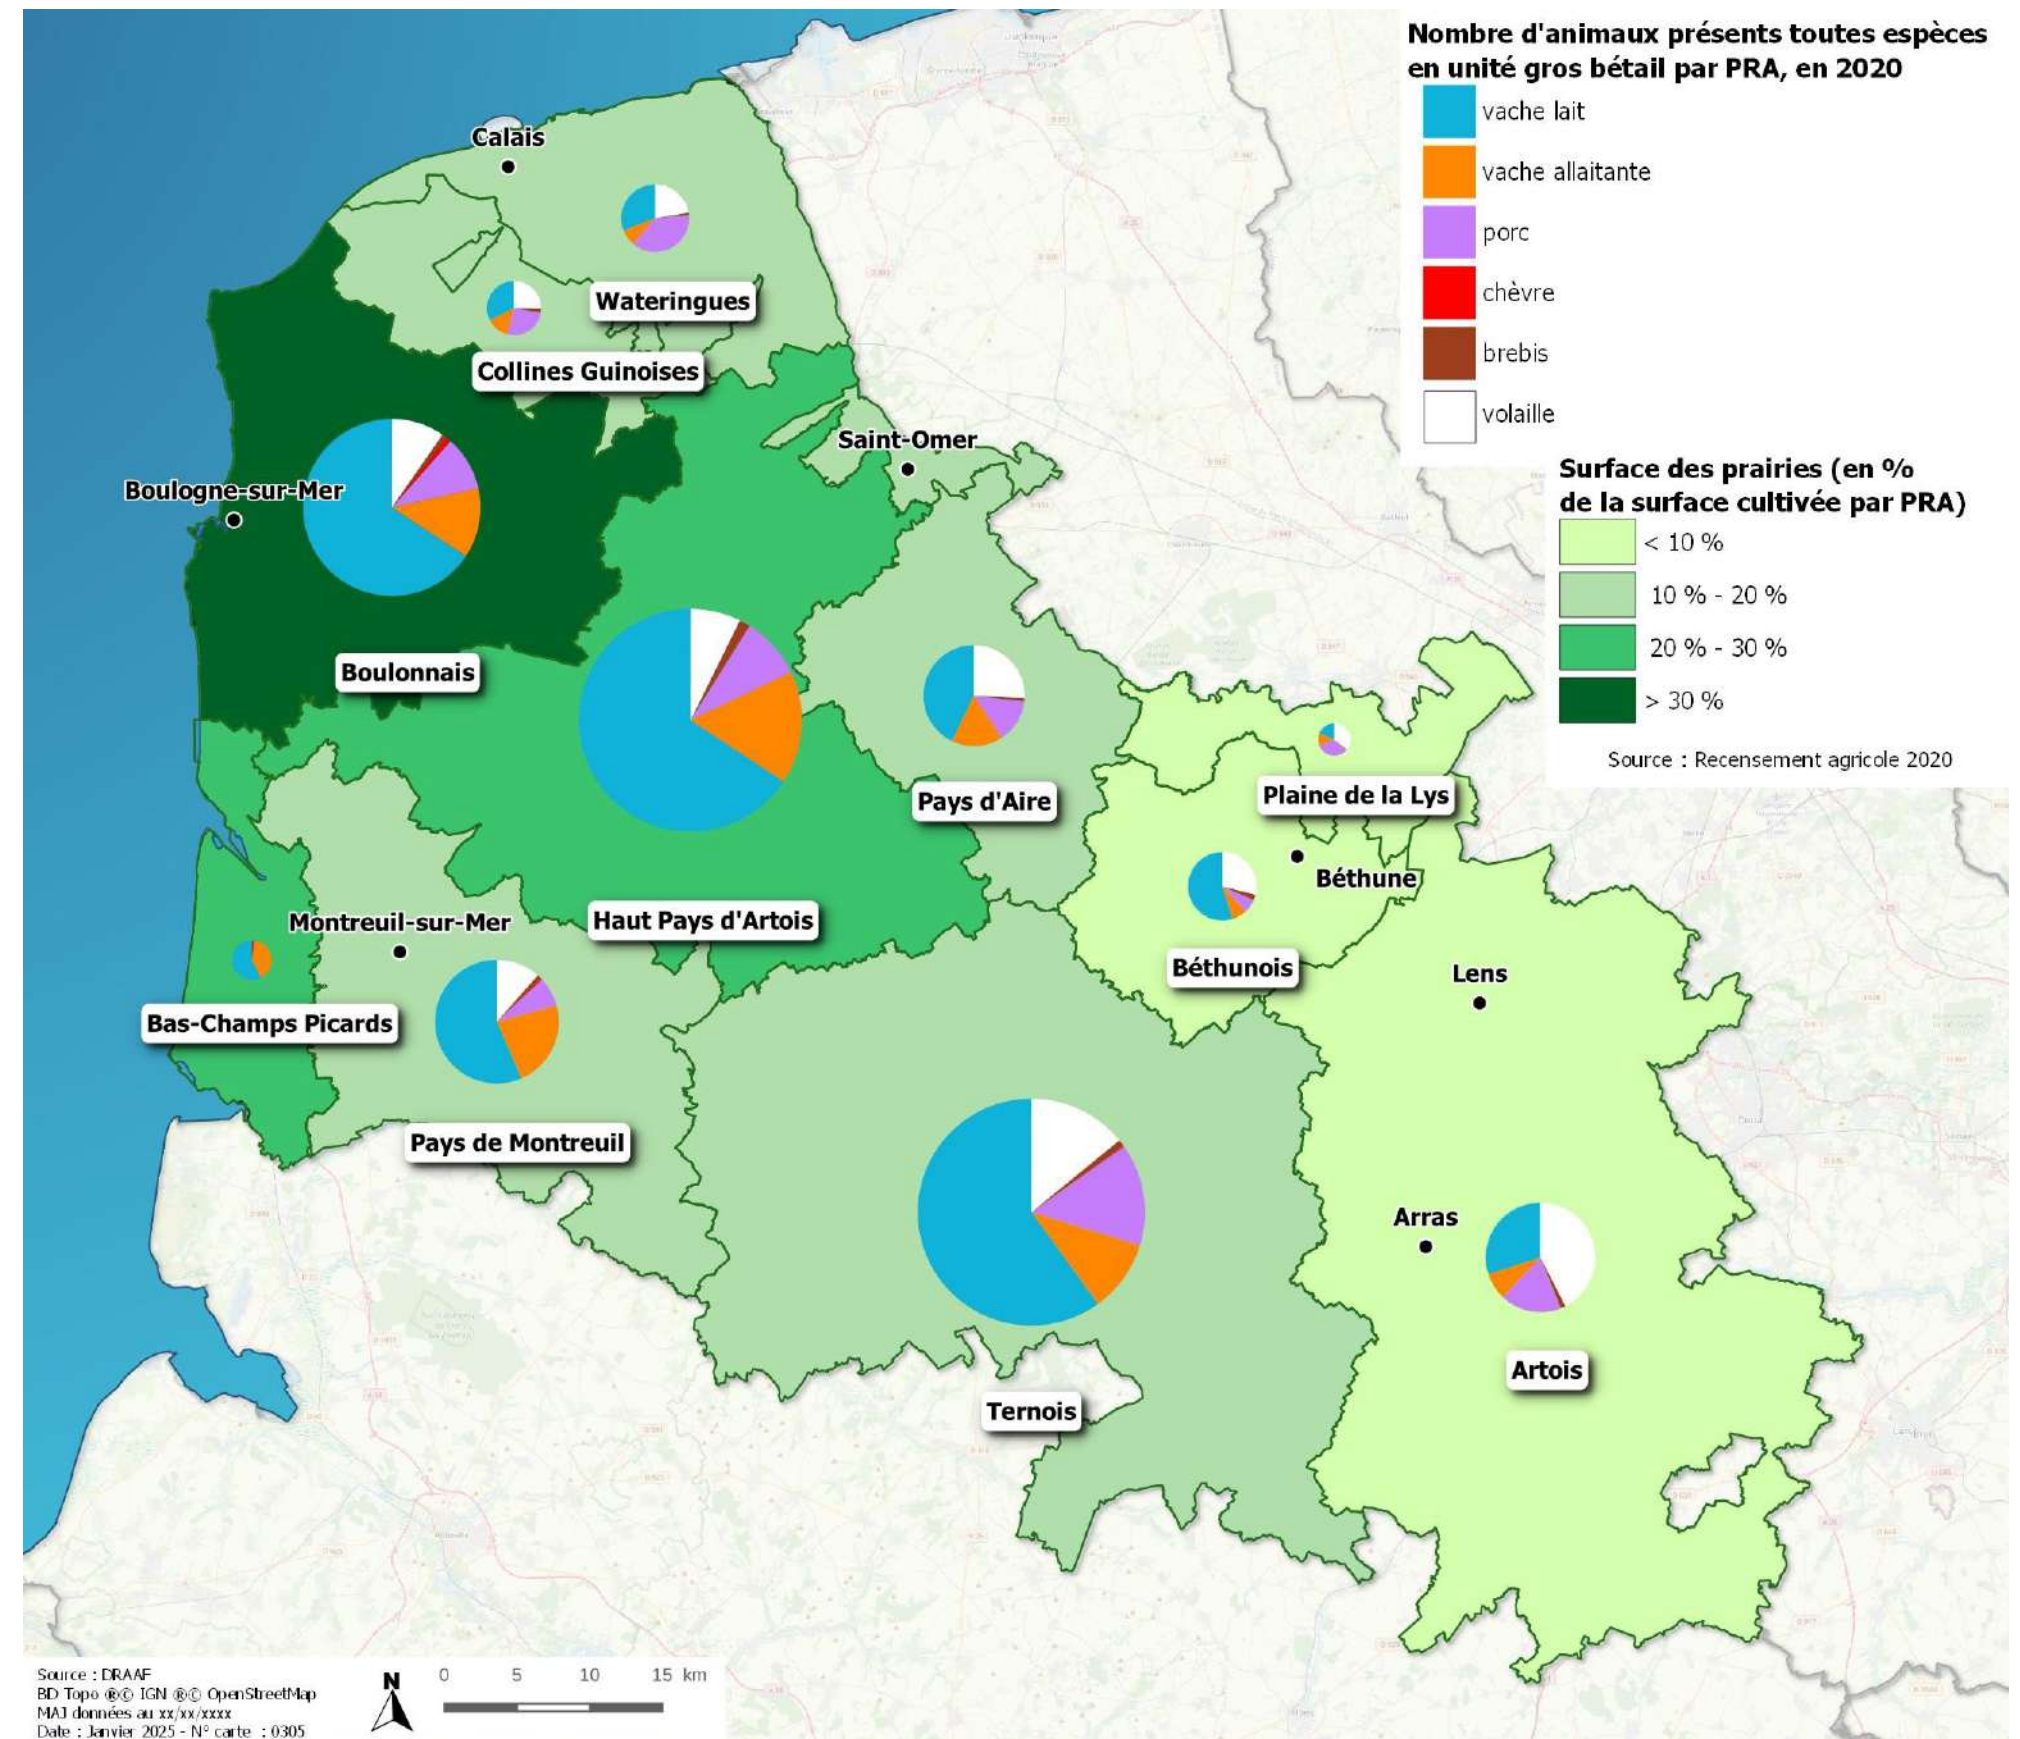 Nombre d'animaux présents toutes espèces
en unité gros bétail par PRA, en 2020
vache lait
vache allaitante
porc
chèvre
brebis
volaille
Surface des prairies (en %
de la surface cultivée par PRA)
< 10 %
10 % - 20 %
20 % - 30 %
> 30 %
Source : Recensement agricole 2020
Calais
Wateringues
Collines Guinoises
Saint-Omer
Boulogne-sur-Mer
Boulonnais
Pays d'Aire
Plaine de la Lys
Béthune
Haut Pays d'Artois
Montreuil-sur-Mer
Béthunois
Lens
Bas-Champs Picards
Pays de Montreuil
Arras
Artois
Ternois
Source : DRAAF
BD Topo ®© IGN ®© OpenStreetMap
MAJ données au xx/xx/xxxx
Date : Janvier 2025 - N° carte : 0305
N
0 5 10 15 km